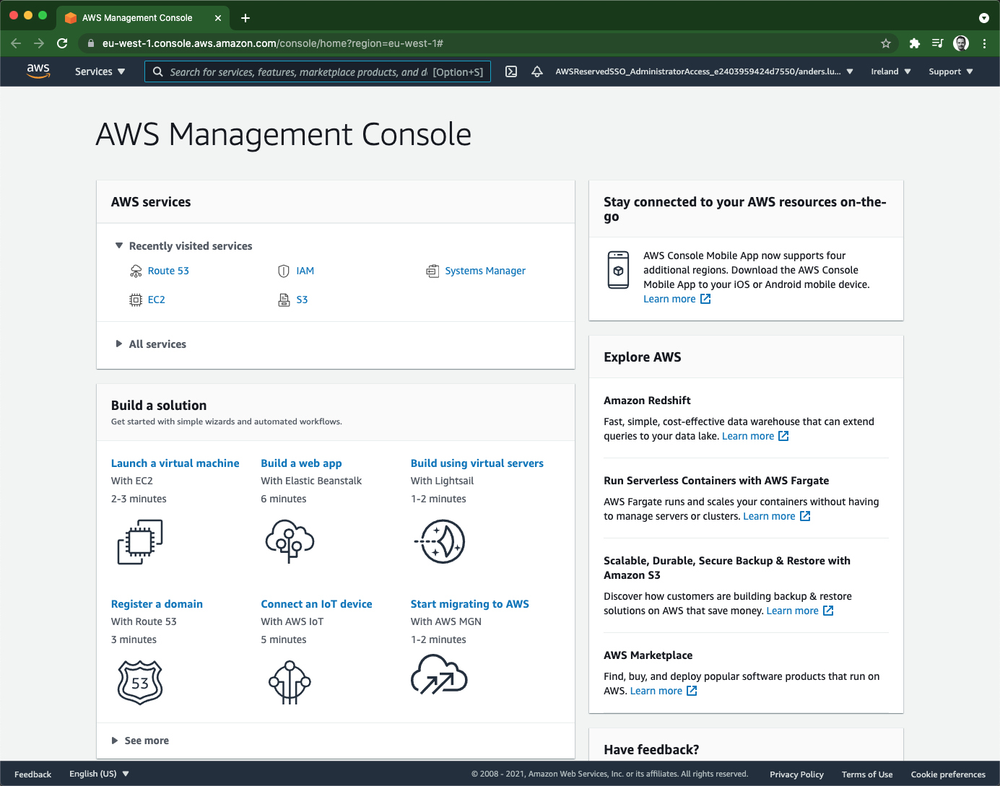 AWS Management Console
eu-west-1.console.aws.amazon.com/console/home?region=eu-west-1#
aws
Services
Search for services, features, marketplace products, and d [Option+S]
AWSReservedSSO_AdministratorAccess_e2403959424d7550/anders.lu...
Ireland
Support
AWS Management Console
AWS services
Recently visited services
Route 53
IAM
Systems Manager
EC2
S3
All services
Build a solution
Get started with simple wizards and automated workflows.
Launch a virtual machine
With EC2
2-3 minutes
Build a web app
With Elastic Beanstalk
6 minutes
Build using virtual servers
With Lightsail
1-2 minutes
Register a domain
With Route 53
3 minutes
53
Connect an IoT device
With AWS IoT
5 minutes
Start migrating to AWS
With AWS MGN
1-2 minutes
See more
Stay connected to your AWS resources on-the-
go
AWS Console Mobile App now supports four
additional regions. Download the AWS Console
Mobile App to your iOS or Android mobile device.
Learn more
Explore AWS
Amazon Redshift
Fast, simple, cost-effective data warehouse that can extend
queries to your data lake. Learn more
Run Serverless Containers with AWS Fargate
AWS Fargate runs and scales your containers without having
to manage servers or clusters. Learn more
Scalable, Durable, Secure Backup & Restore with
Amazon S3
Discover how customers are building backup & restore
solutions on AWS that save money. Learn more
AWS Marketplace
Find, buy, and deploy popular software products that run on
AWS. Learn more
Have feedback?
Feedback
English (US)
© 2008 - 2021, Amazon Web Services, Inc. or its affiliates. All rights reserved.
Privacy Policy
Terms of Use
Cookie preferences